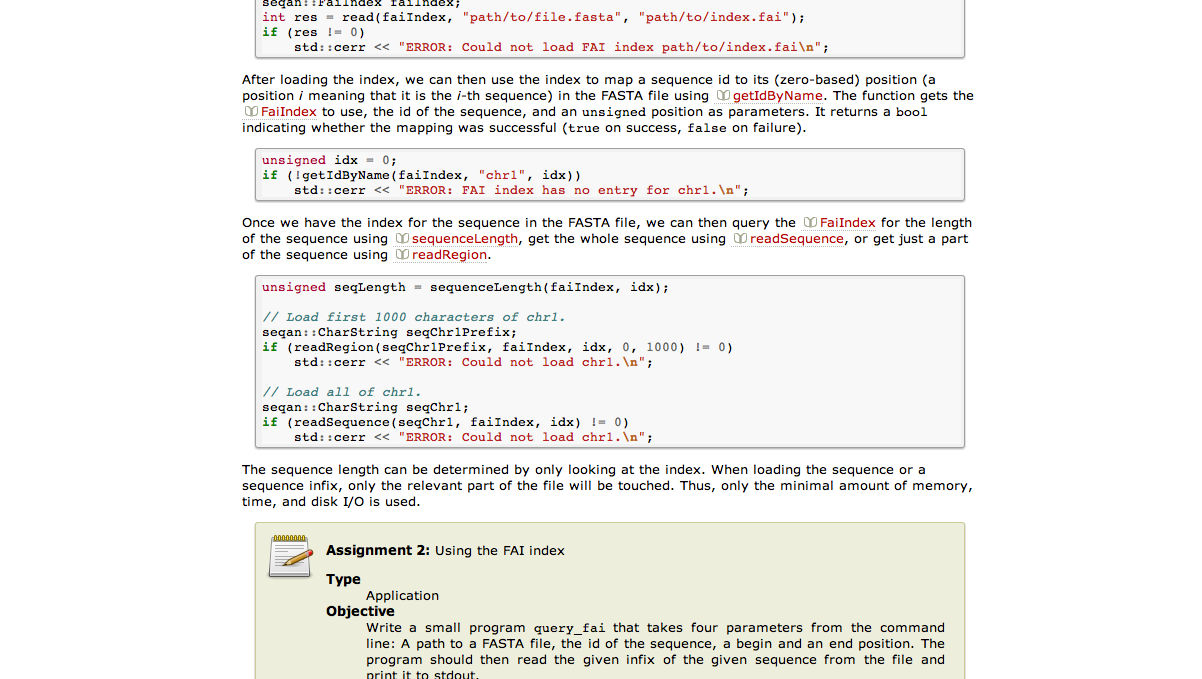 seqan::FaiIndex faiIndex;
int res = read(faiIndex, "path/to/file.fasta", "path/to/index.fai");
if (res != 0)
    std::cerr << "ERROR: Could not load FAI index path/to/index.fai\n";
After loading the index, we can then use the index to map a sequence id to its (zero-based) position (a
position i meaning that it is the i-th sequence) in the FASTA file using getIdByName. The function gets the
FaiIndex to use, the id of the sequence, and an unsigned position as parameters. It returns a bool
indicating whether the mapping was successful (true on success, false on failure).
unsigned idx = 0;
if (!getIdByName(faiIndex, "chr1", idx))
    std::cerr << "ERROR: FAI index has no entry for chr1.\n";
Once we have the index for the sequence in the FASTA file, we can then query the FaiIndex for the length
of the sequence using sequenceLength, get the whole sequence using readSequence, or get just a part
of the sequence using readRegion.
unsigned seqLength = sequenceLength(faiIndex, idx);
// Load first 1000 characters of chr1.
seqan::CharString seqChr1Prefix;
if (readRegion(seqChr1Prefix, faiIndex, idx, 0, 1000) != 0)
    std::cerr << "ERROR: Could not load chr1.\n";
// Load all of chr1.
seqan::CharString seqChr1;
if (readSequence(seqChr1, faiIndex, idx) != 0)
    std::cerr << "ERROR: Could not load chr1.\n";
The sequence length can be determined by only looking at the index. When loading the sequence or a
sequence infix, only the relevant part of the file will be touched. Thus, only the minimal amount of memory,
time, and disk I/O is used.
Assignment 2: Using the FAI index
Type
Application
Objective
Write a small program query_fai that takes four parameters from the command
line: A path to a FASTA file, the id of the sequence, a begin and an end position. The
program should then read the given infix of the given sequence from the file and
print it to stdout.